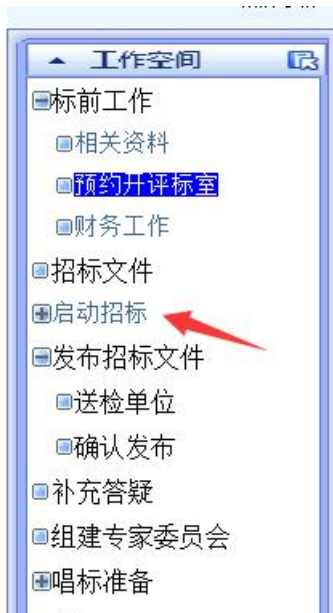 工作空间
标前工作
相关资料
预约开评标室
财务工作
招标文件
启动招标
发布招标文件
送检单位
确认发布
补充答疑
组建专家委员会
唱标准备